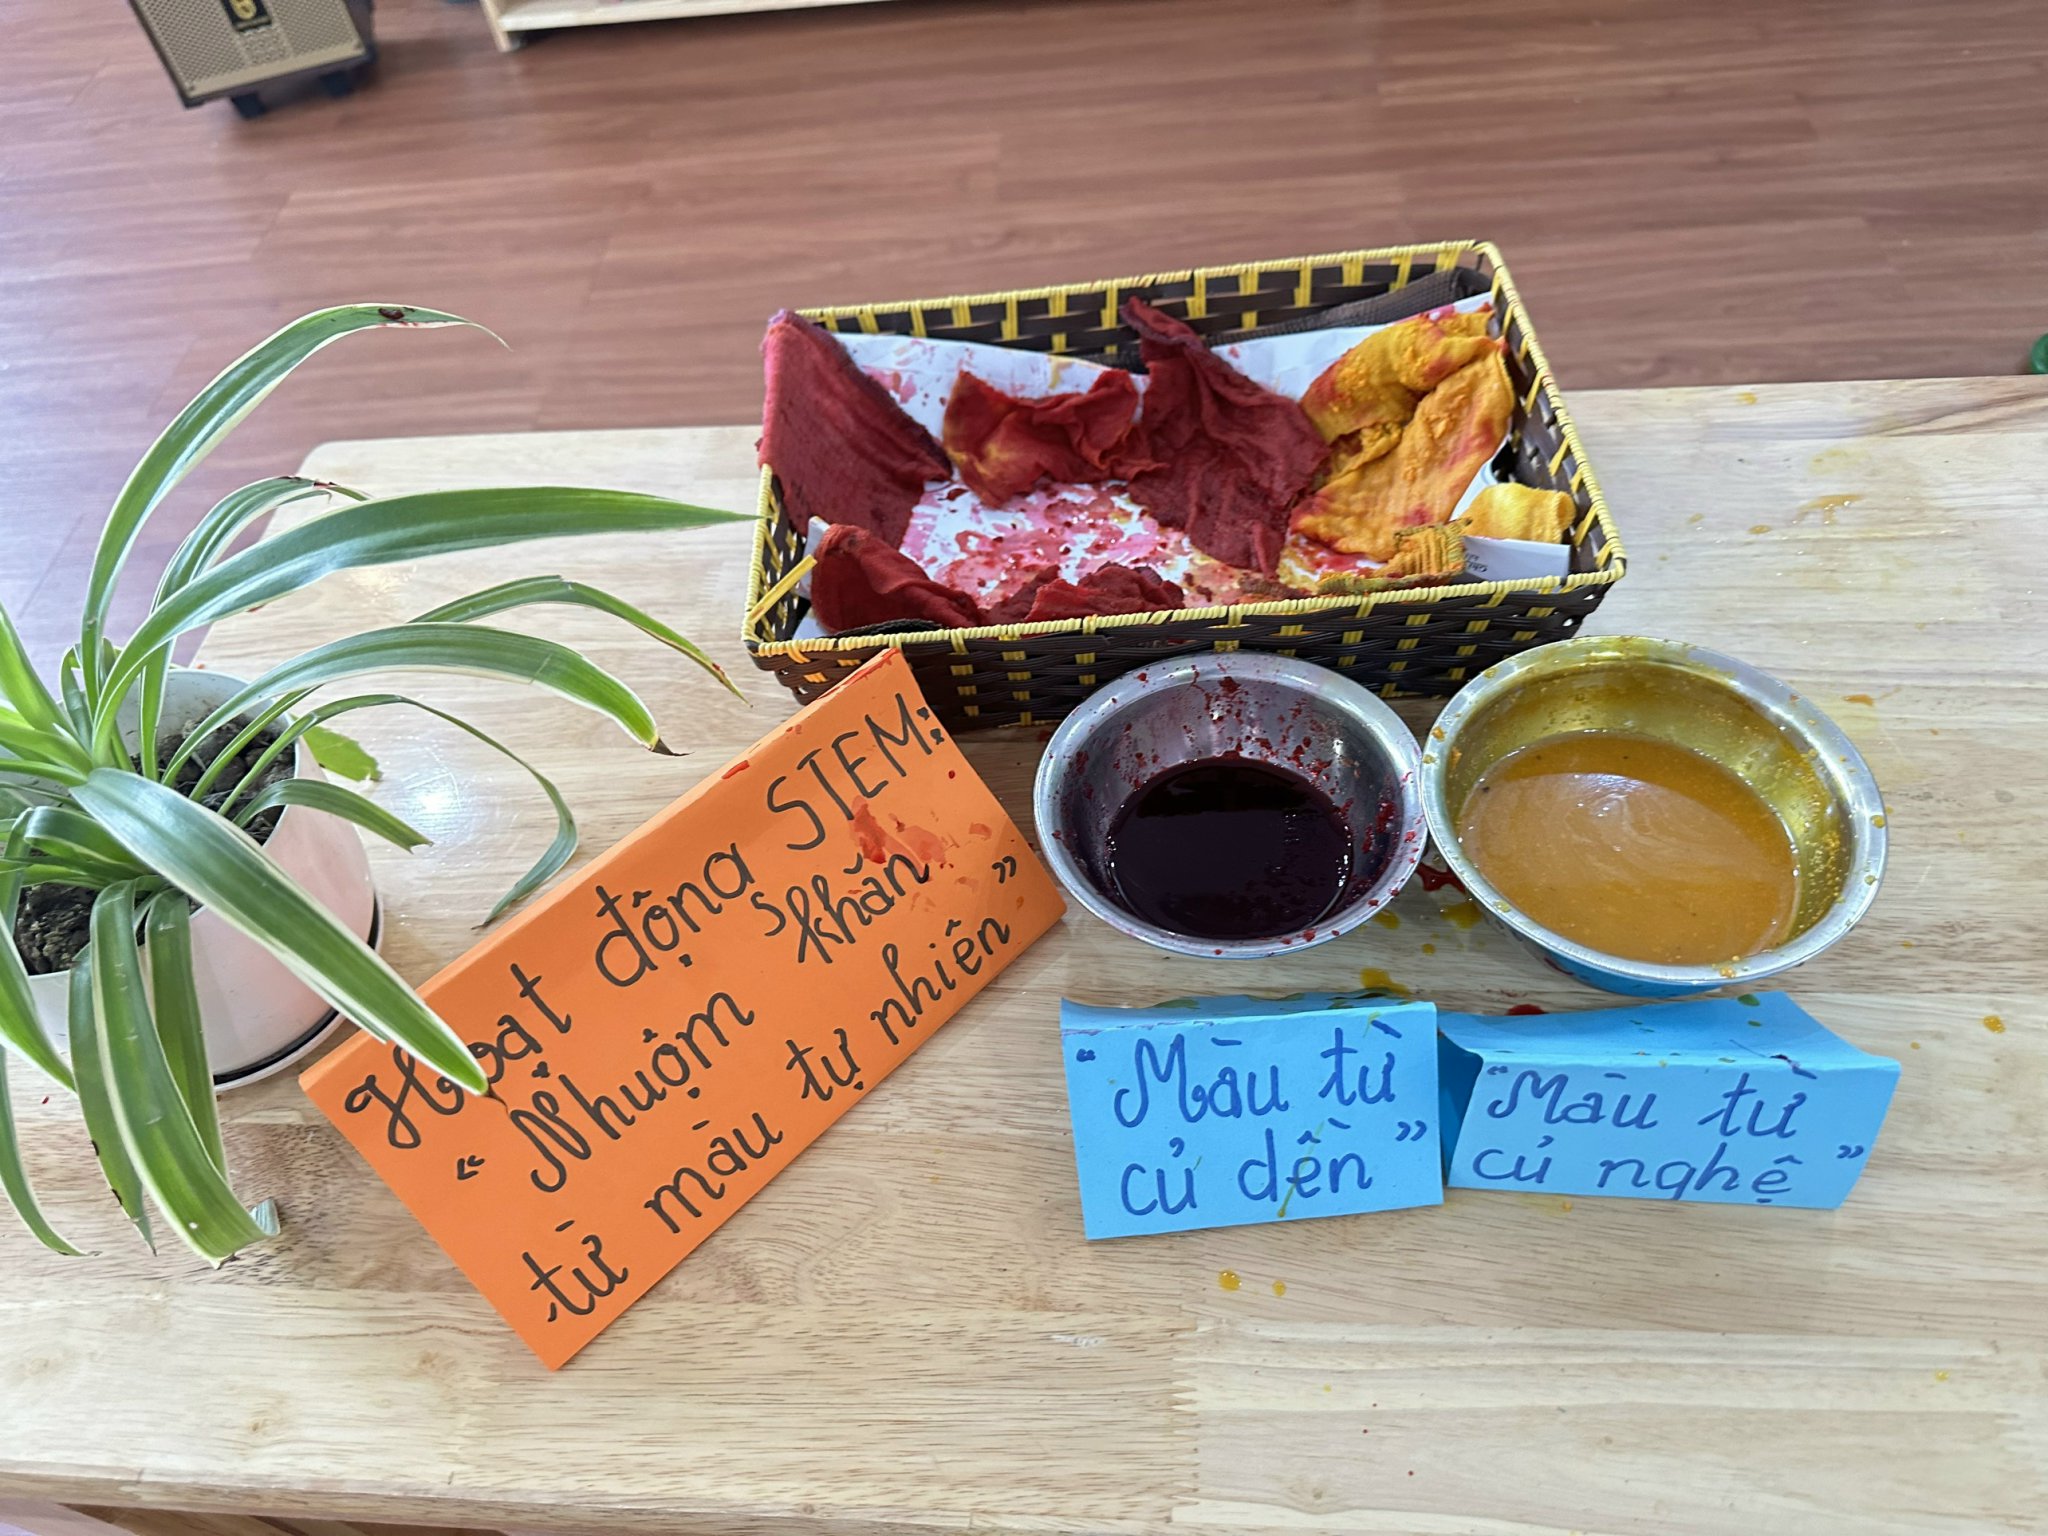 Hoạt động STEM:
"Nhuộm khăn
từ màu tự nhiên"
"Màu từ
củ dền"
"Màu từ
củ nghệ"